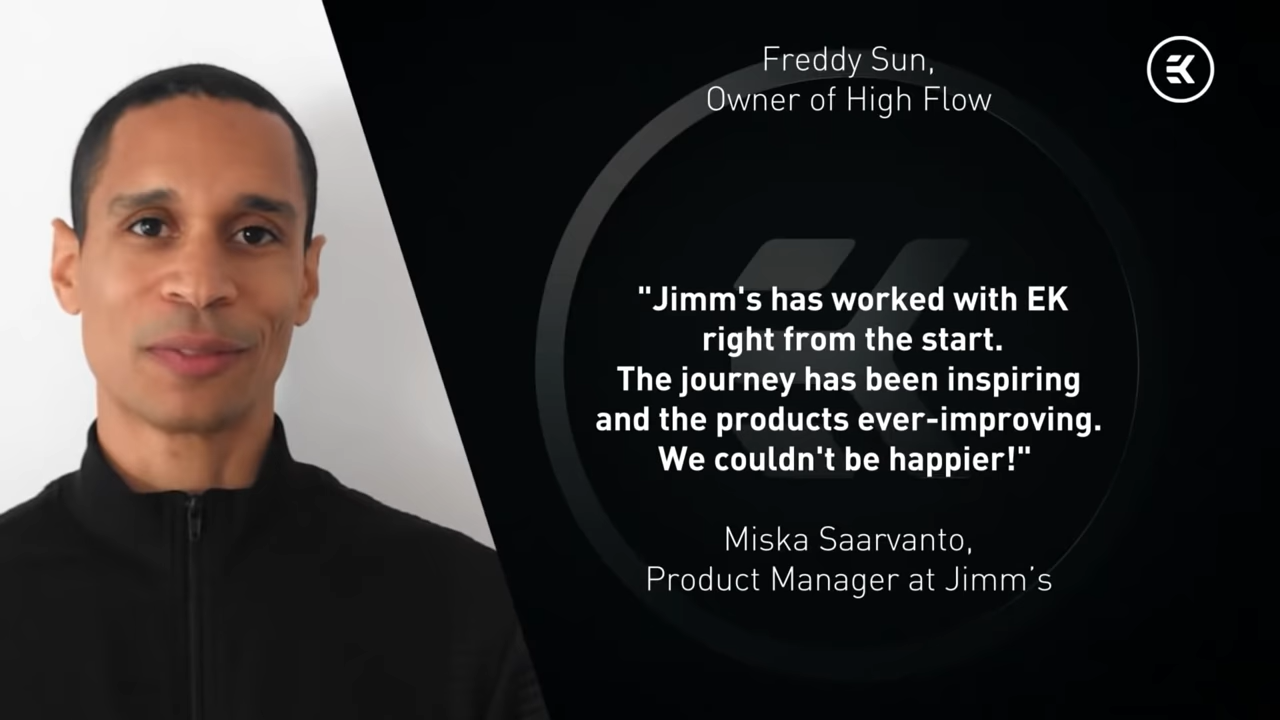 Freddy Sun,
Owner of High Flow
EK
"Jimm's has worked with EK
right from the start.
The journey has been inspiring
and the products ever-improving.
We couldn't be happier!"
Miska Saarvanto,
Product Manager at Jimm’s